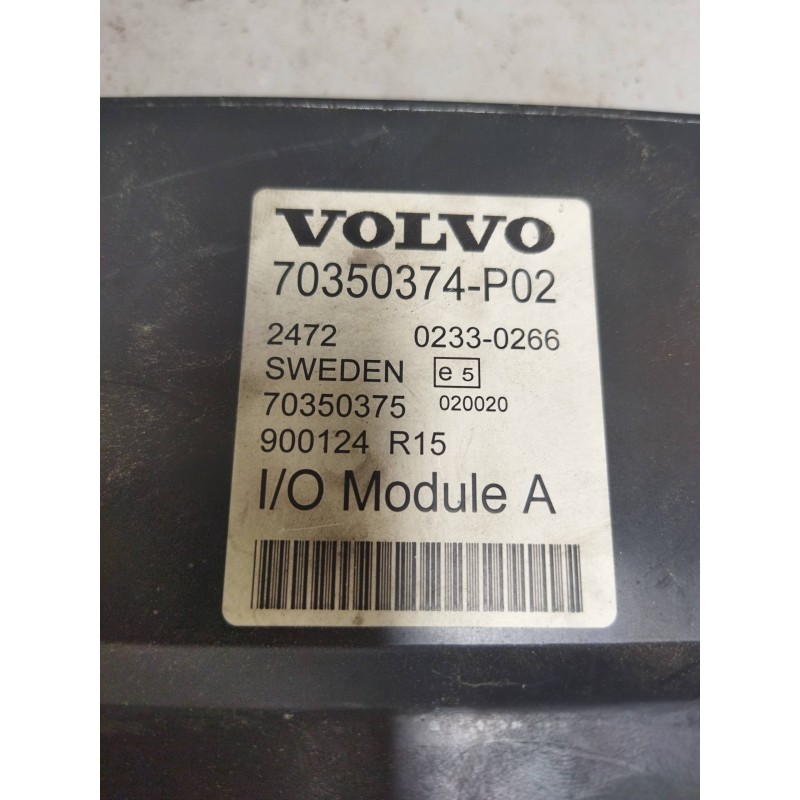 VOLVO
70350374-P02
2472 0233-0266
SWEDEN e 5
70350375 020020
900124 R15
I/O Module A